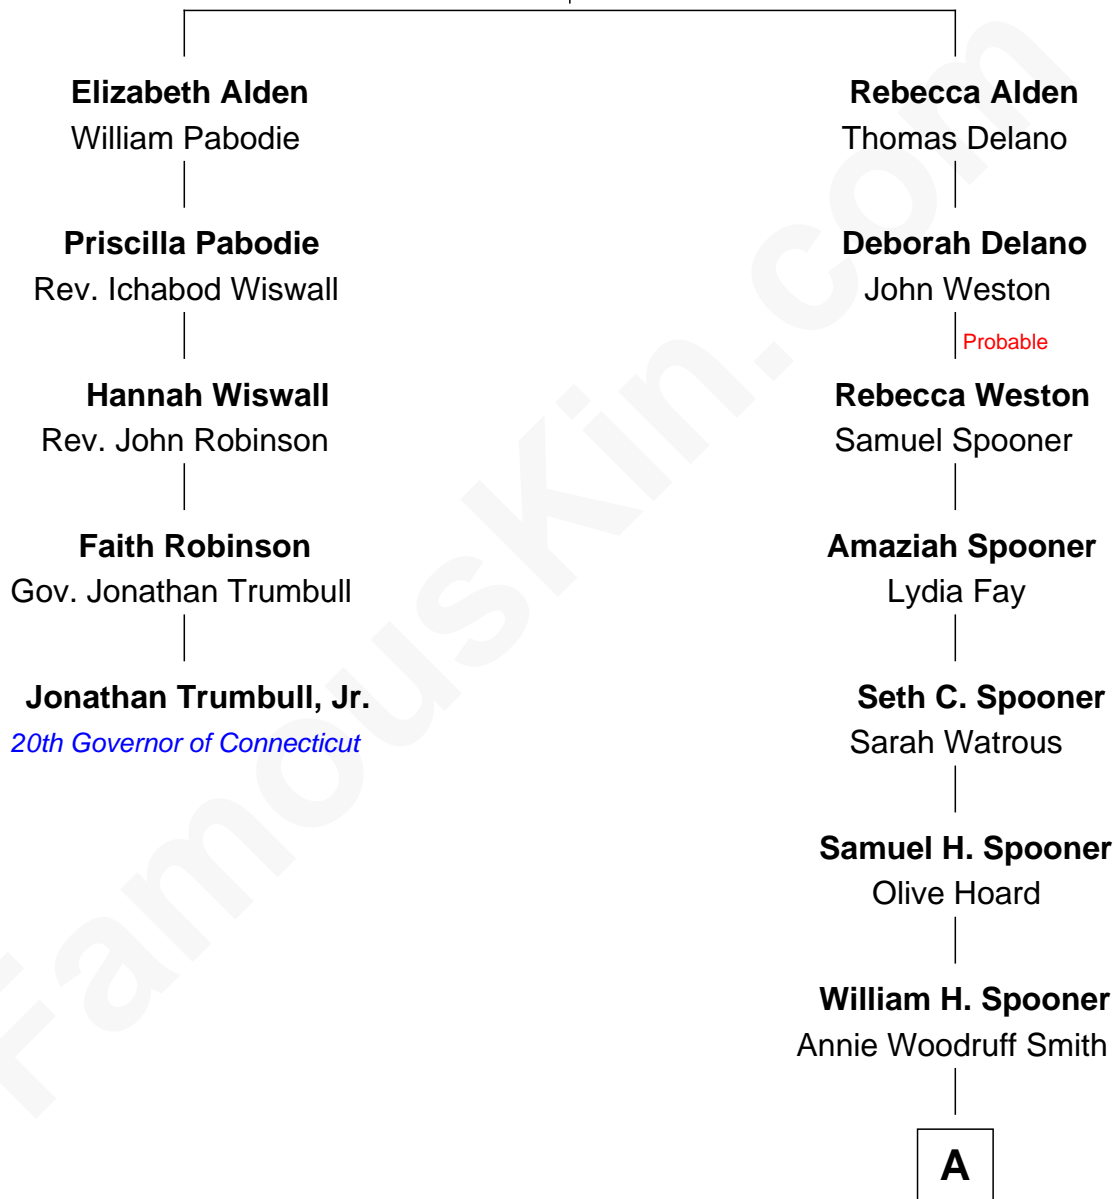 Elizabeth Alden
William Pabodie
Priscilla Pabodie
Rev. Ichabod Wiswall
Hannah Wiswall
Rev. John Robinson
Faith Robinson
Gov. Jonathan Trumbull
Jonathan Trumbull, Jr.
20th Governor of Connecticut
Rebecca Alden
Thomas Delano
Deborah Delano
John Weston
Probable
Rebecca Weston
Samuel Spooner
Amaziah Spooner
Lydia Fay
Seth C. Spooner
Sarah Watrous
Samuel H. Spooner
Olive Hoard
William H. Spooner
Annie Woodruff Smith
A
FamousKin.com